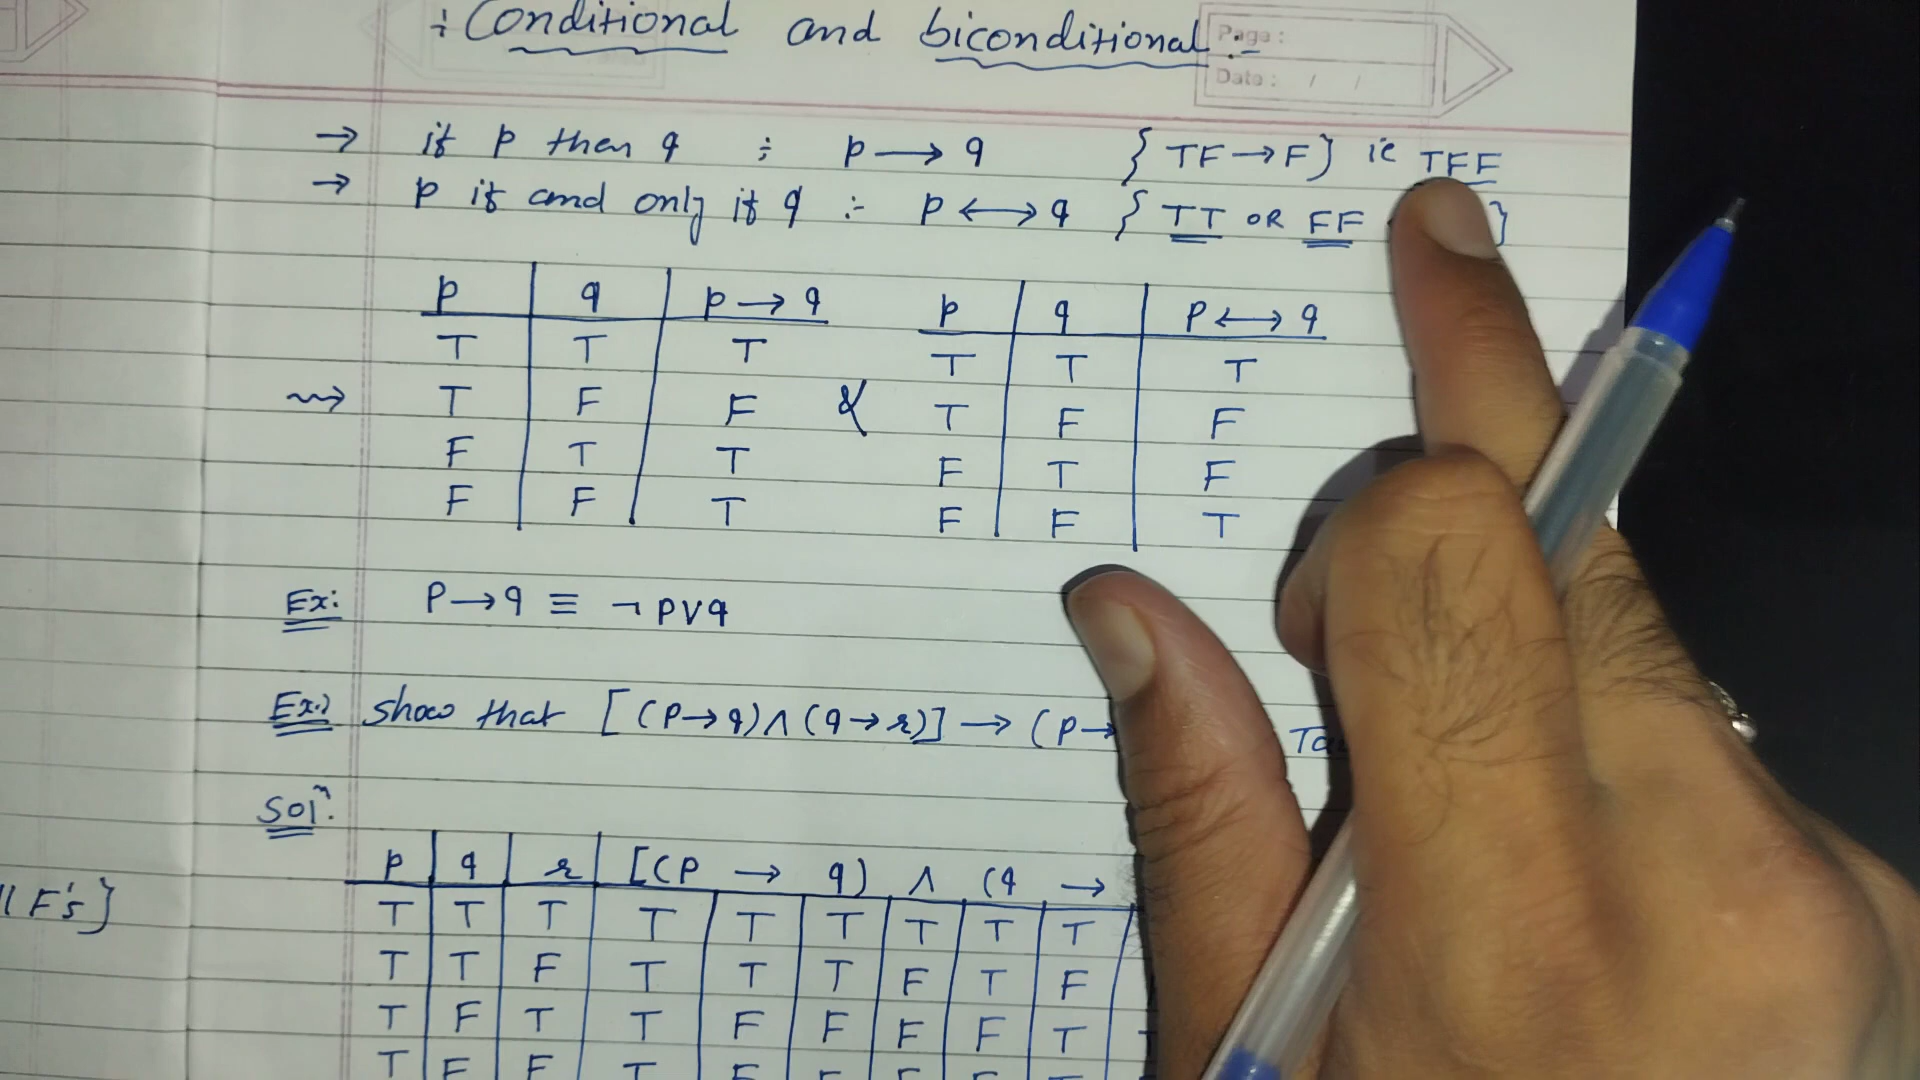 :- Conditional and biconditional :-
Page :
Date : / /
→ if p then q :- p → q { TF → F } ie TFF
→ p if and only if q :- p ↔ q { TT OR FF }
p q p → q
T T T
⇝ T F F
F T T
F F T
&
p q p ↔ q
T T T
T F F
F T F
F F T
Ex: p → q ≡ ¬ p ∨ q
Ex:) show that [ (p → q) ∧ (q → r) ] → ( p →
Solⁿ:
p q r [(p → q) ∧ (q →
T T T T T T T T T
T T F T T T F T F
T F T T F F F F T
T F F T F F F F T
F's }